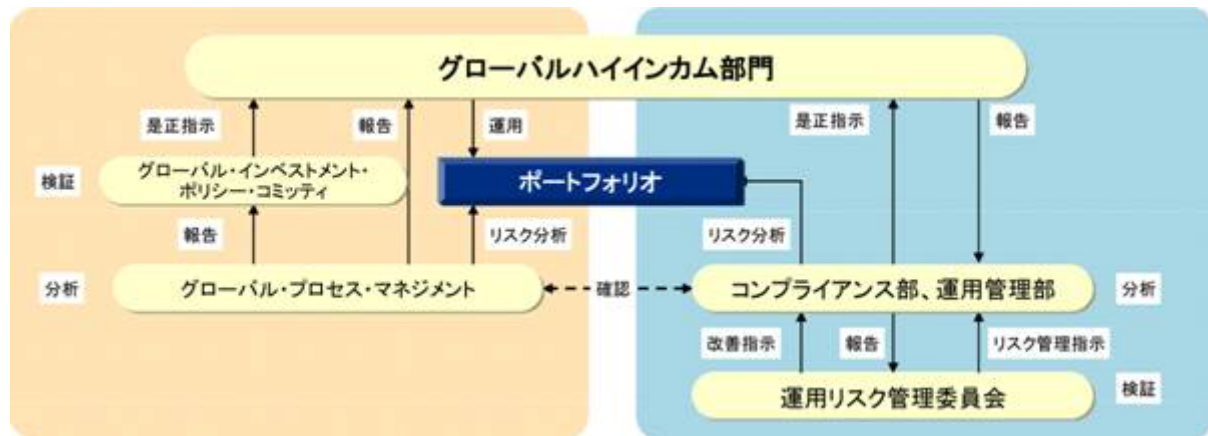 グローバルハイインカム部門
是正指示
報告
運用
是正指示
報告
検証
グローバル・インベストメント・
ポリシー・コミッティ
ポートフォリオ
報告
リスク分析
リスク分析
分析
グローバル・プロセス・マネジメント
確認
コンプライアンス部、運用管理部
分析
改善指示
報告
リスク管理指示
運用リスク管理委員会
検証